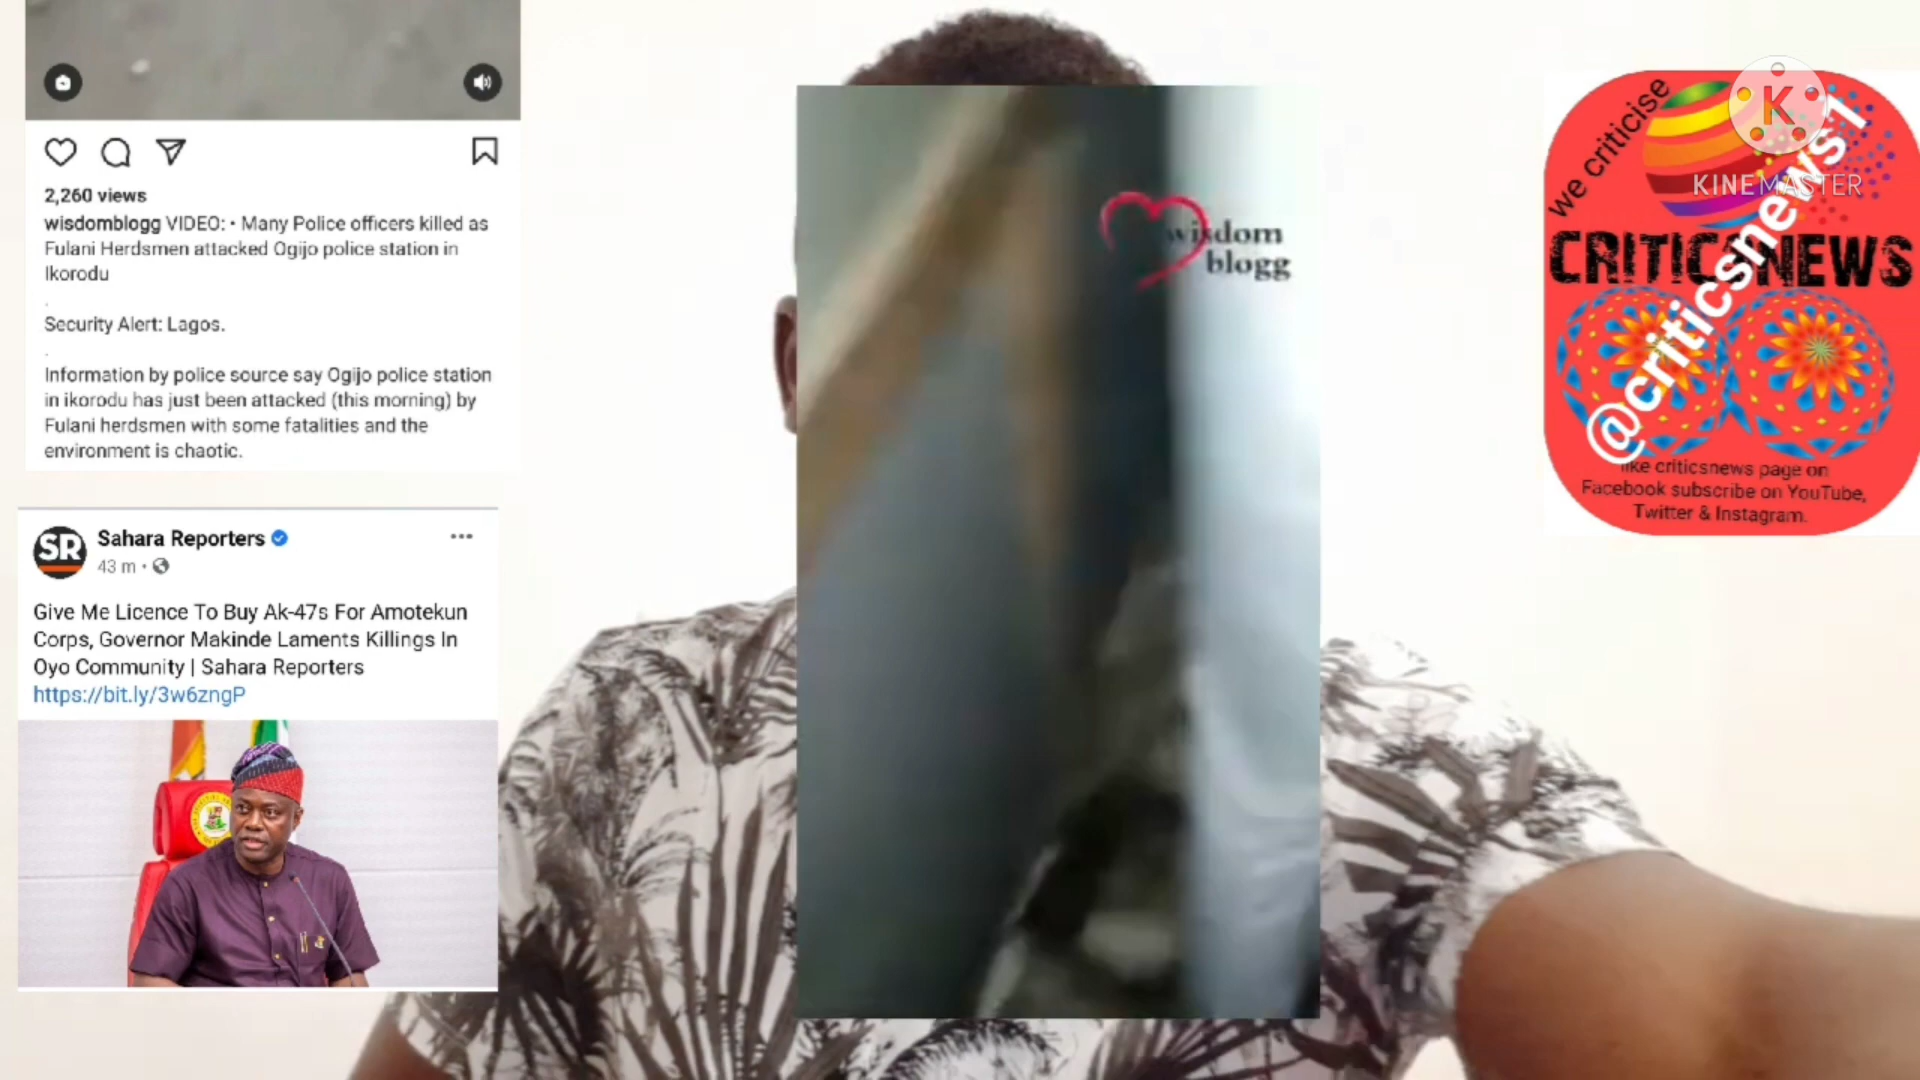 2,260 views
wisdomblogg VIDEO: • Many Police officers killed as
Fulani Herdsmen attacked Ogijo police station in
Ikorodu
.
Security Alert: Lagos.
.
Information by police source say Ogijo police station
in ikorodu has just been attacked (this morning) by
Fulani herdsmen with some fatalities and the
environment is chaotic.
SR
Sahara Reporters
43 m •
Give Me Licence To Buy Ak-47s For Amotekun
Corps, Governor Makinde Laments Killings In
Oyo Community | Sahara Reporters
https://bit.ly/3w6zngP
wisdom
blogg
we criticise
K
KINEMASTER
CRITICSNEWS
@criticsnews1
like criticsnews page on
Facebook subscribe on YouTube,
Twitter & Instagram.